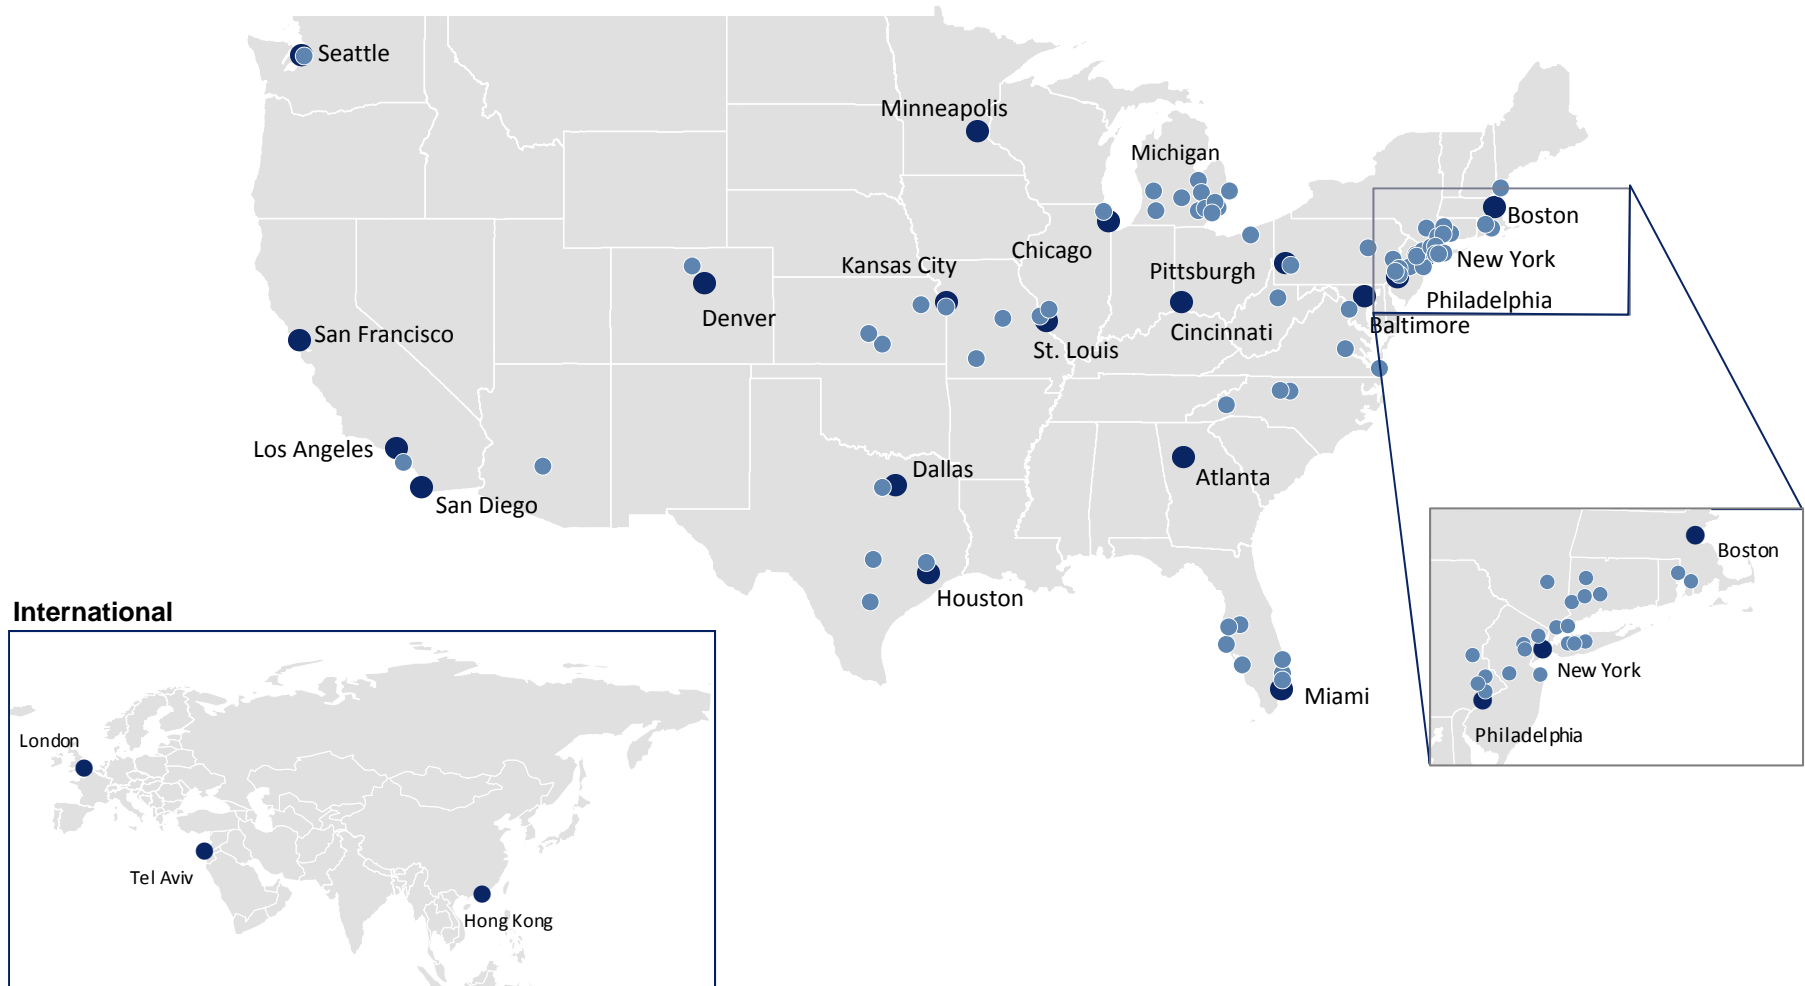 Seattle
Minneapolis
Michigan
Boston
Chicago
Kansas City
Pittsburgh
New York
Philadelphia
Denver
San Francisco
Cincinnati
Baltimore
St. Louis
Los Angeles
Dallas
Atlanta
San Diego
Houston
Miami
Boston
New York
Philadelphia
International
London
Tel Aviv
Hong Kong